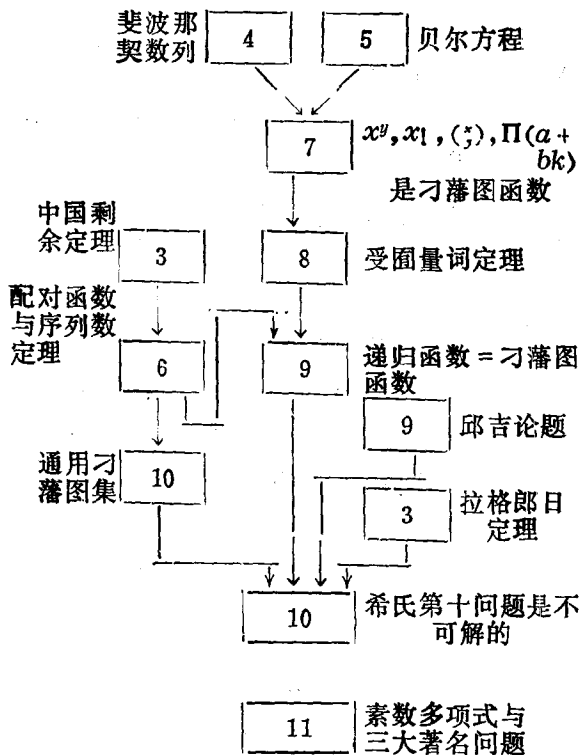 斐波那
契数列
4
5
贝尔方程
7
x^y, x!, (x j), Π(a+
bk)
是刁藩图函数
中国剩
余定理
3
8
受囿量词定理
配对函数
与序列数
定理
6
9
递归函数=刁藩图
函数
9
邱吉论题
通用刁
藩图集
10
3
拉格郎日
定理
10
希氏第十问题是不
可解的
11
素数多项式与
三大著名问题